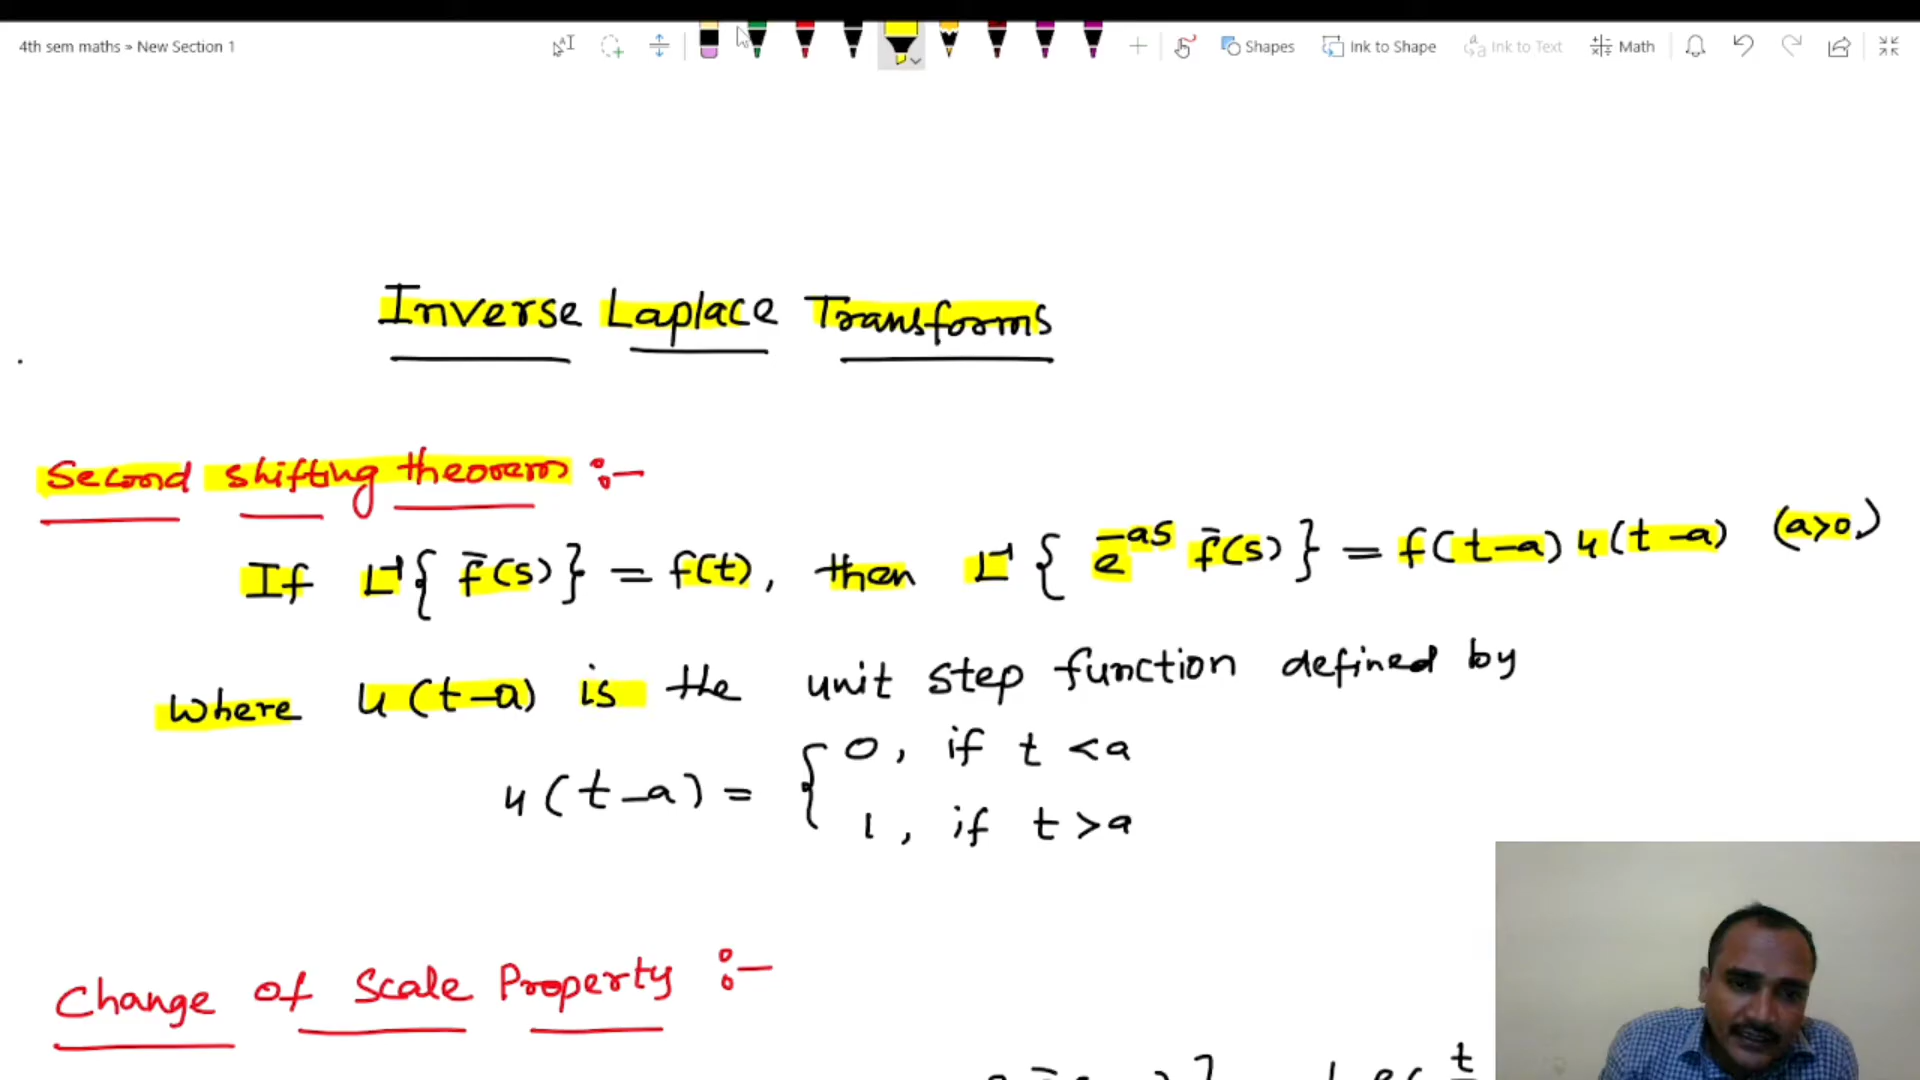 4th sem maths » New Section 1
Shapes Ink to Shape Ink to Text Math
Inverse Laplace Transforms
Second shifting theorem :-
If L⁻¹{ f̄(s)} = f(t), then L⁻¹{ e^-as f̄(s)} = f(t-a) u(t-a) (a>0)
Where u(t-a) is the unit step function defined by
u(t-a) = { 0, if t <a
1, if t >a
Change of Scale Property :-